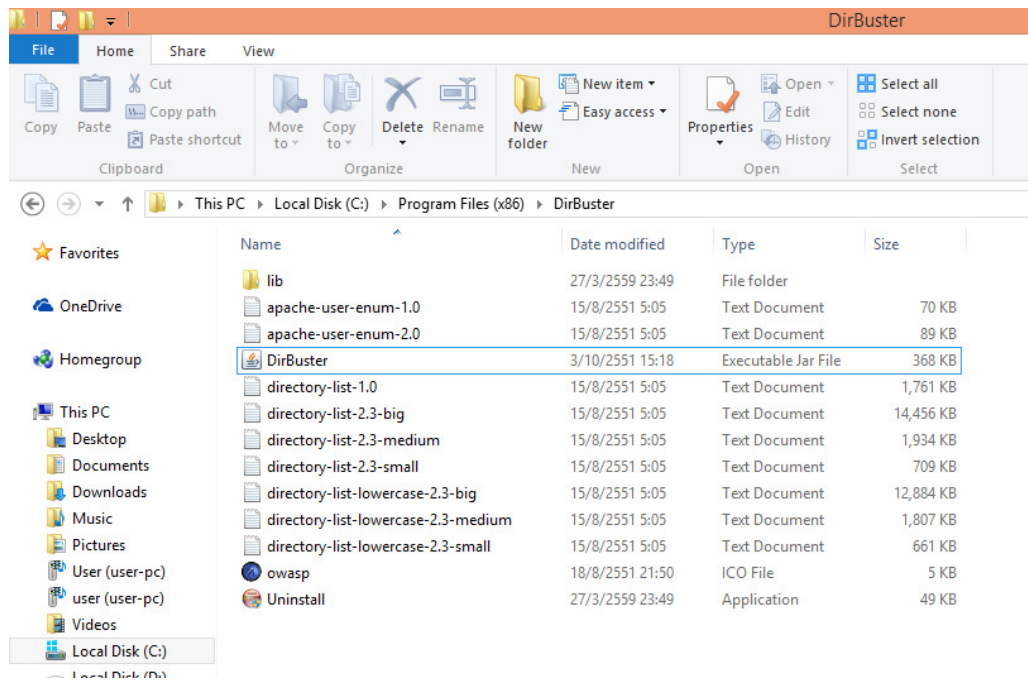 DirBuster
File Home Share View
Copy
Paste
Cut
Copy path
Paste shortcut
Clipboard
Move to
Copy to
Delete
Rename
Organize
New folder
New item
Easy access
New
Properties
Open
Edit
History
Open
Select all
Select none
Invert selection
Select
This PC Local Disk (C:) Program Files (x86) DirBuster
Favorites
OneDrive
Homegroup
This PC
Desktop
Documents
Downloads
Music
Pictures
User (user-pc)
user (user-pc)
Videos
Local Disk (C:)
Local Disk (D:)
Name Date modified Type Size
lib 27/3/2559 23:49 File folder
apache-user-enum-1.0 15/8/2551 5:05 Text Document 70 KB
apache-user-enum-2.0 15/8/2551 5:05 Text Document 89 KB
DirBuster 3/10/2551 15:18 Executable Jar File 368 KB
directory-list-1.0 15/8/2551 5:05 Text Document 1,761 KB
directory-list-2.3-big 15/8/2551 5:05 Text Document 14,456 KB
directory-list-2.3-medium 15/8/2551 5:05 Text Document 1,934 KB
directory-list-2.3-small 15/8/2551 5:05 Text Document 709 KB
directory-list-lowercase-2.3-big 15/8/2551 5:05 Text Document 12,884 KB
directory-list-lowercase-2.3-medium 15/8/2551 5:05 Text Document 1,807 KB
directory-list-lowercase-2.3-small 15/8/2551 5:05 Text Document 661 KB
owasp 18/8/2551 21:50 ICO File 5 KB
Uninstall 27/3/2559 23:49 Application 49 KB